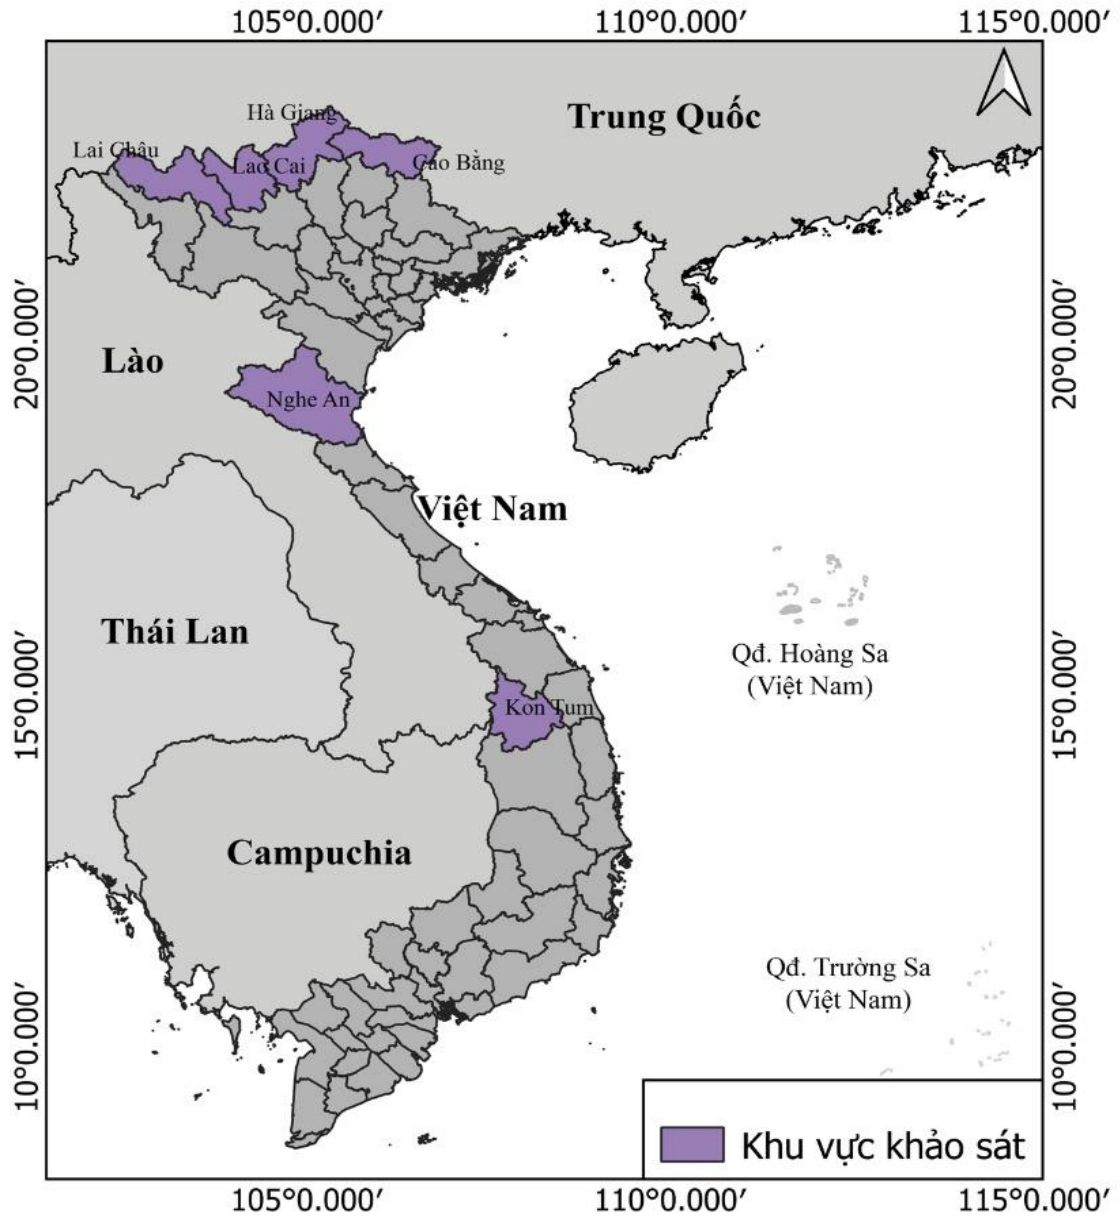 105°0.000′ 110°0.000′ 115°0.000′
Hà Giang
Trung Quốc
Lai Châu
Lao Cai
Cao Bằng
20°0.000′ 20°0.000′
Lào
Nghe An
Việt Nam
Thái Lan
Qđ. Hoàng Sa
(Việt Nam)
15°0.000′ 15°0.000′
Kon Tum
Campuchia
Qđ. Trường Sa
(Việt Nam)
10°0.000′ 10°0.000′
Khu vực khảo sát
105°0.000′ 110°0.000′ 115°0.000′